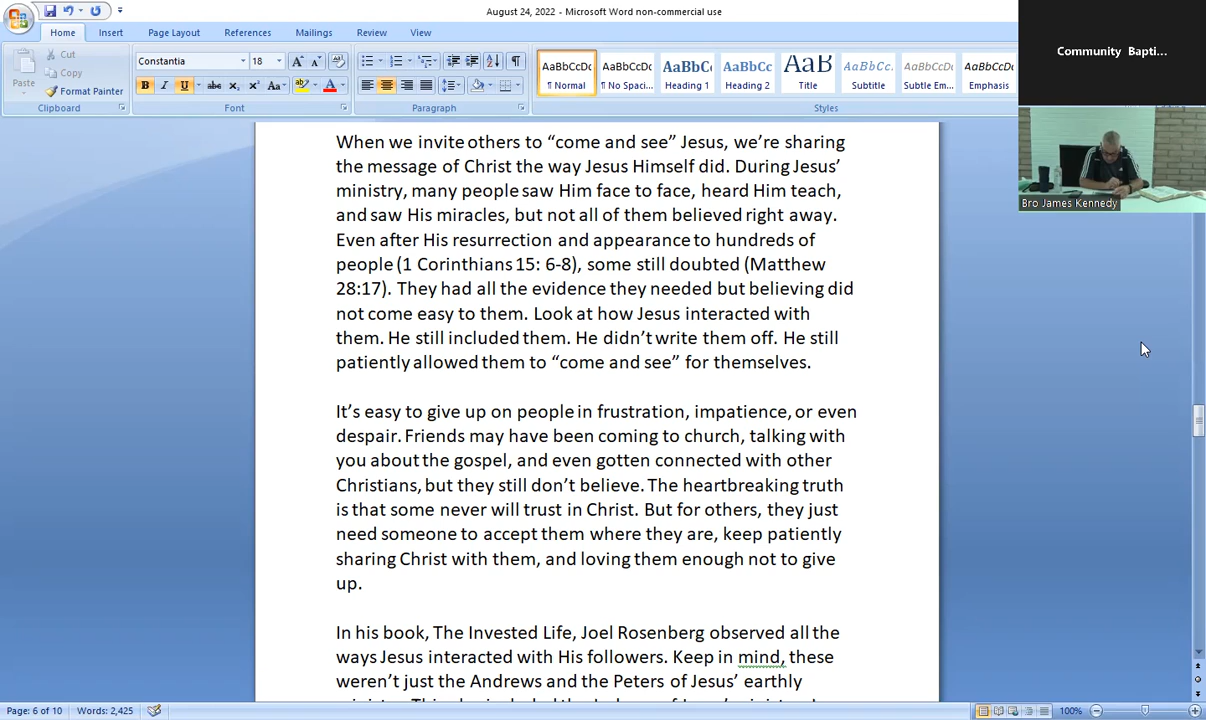 August 24, 2022 - Microsoft Word non-commercial use
Home Insert Page Layout References Mailings Review View
Paste
Cut
Copy
Format Painter
Clipboard
Constantia 18
B I U abe x₂ x² Aa
Font
Paragraph
AaBbCcDc AaBbCcDc AaBbC AaBbCc AaB AaBbCc. AaBbCcDc AaBbCcDc
¶ Normal ¶ No Spaci... Heading 1 Heading 2 Title Subtitle Subtle Em... Emphasis
Styles
Community Bapti...
Bro James Kennedy
When we invite others to “come and see” Jesus, we’re sharing
the message of Christ the way Jesus Himself did. During Jesus’
ministry, many people saw Him face to face, heard Him teach,
and saw His miracles, but not all of them believed right away.
Even after His resurrection and appearance to hundreds of
people (1 Corinthians 15: 6-8), some still doubted (Matthew
28:17). They had all the evidence they needed but believing did
not come easy to them. Look at how Jesus interacted with
them. He still included them. He didn’t write them off. He still
patiently allowed them to “come and see” for themselves.
It’s easy to give up on people in frustration, impatience, or even
despair. Friends may have been coming to church, talking with
you about the gospel, and even gotten connected with other
Christians, but they still don’t believe. The heartbreaking truth
is that some never will trust in Christ. But for others, they just
need someone to accept them where they are, keep patiently
sharing Christ with them, and loving them enough not to give
up.
In his book, The Invested Life, Joel Rosenberg observed all the
ways Jesus interacted with His followers. Keep in mind, these
weren’t just the Andrews and the Peters of Jesus’ earthly
Page: 6 of 10 Words: 2,425 100%